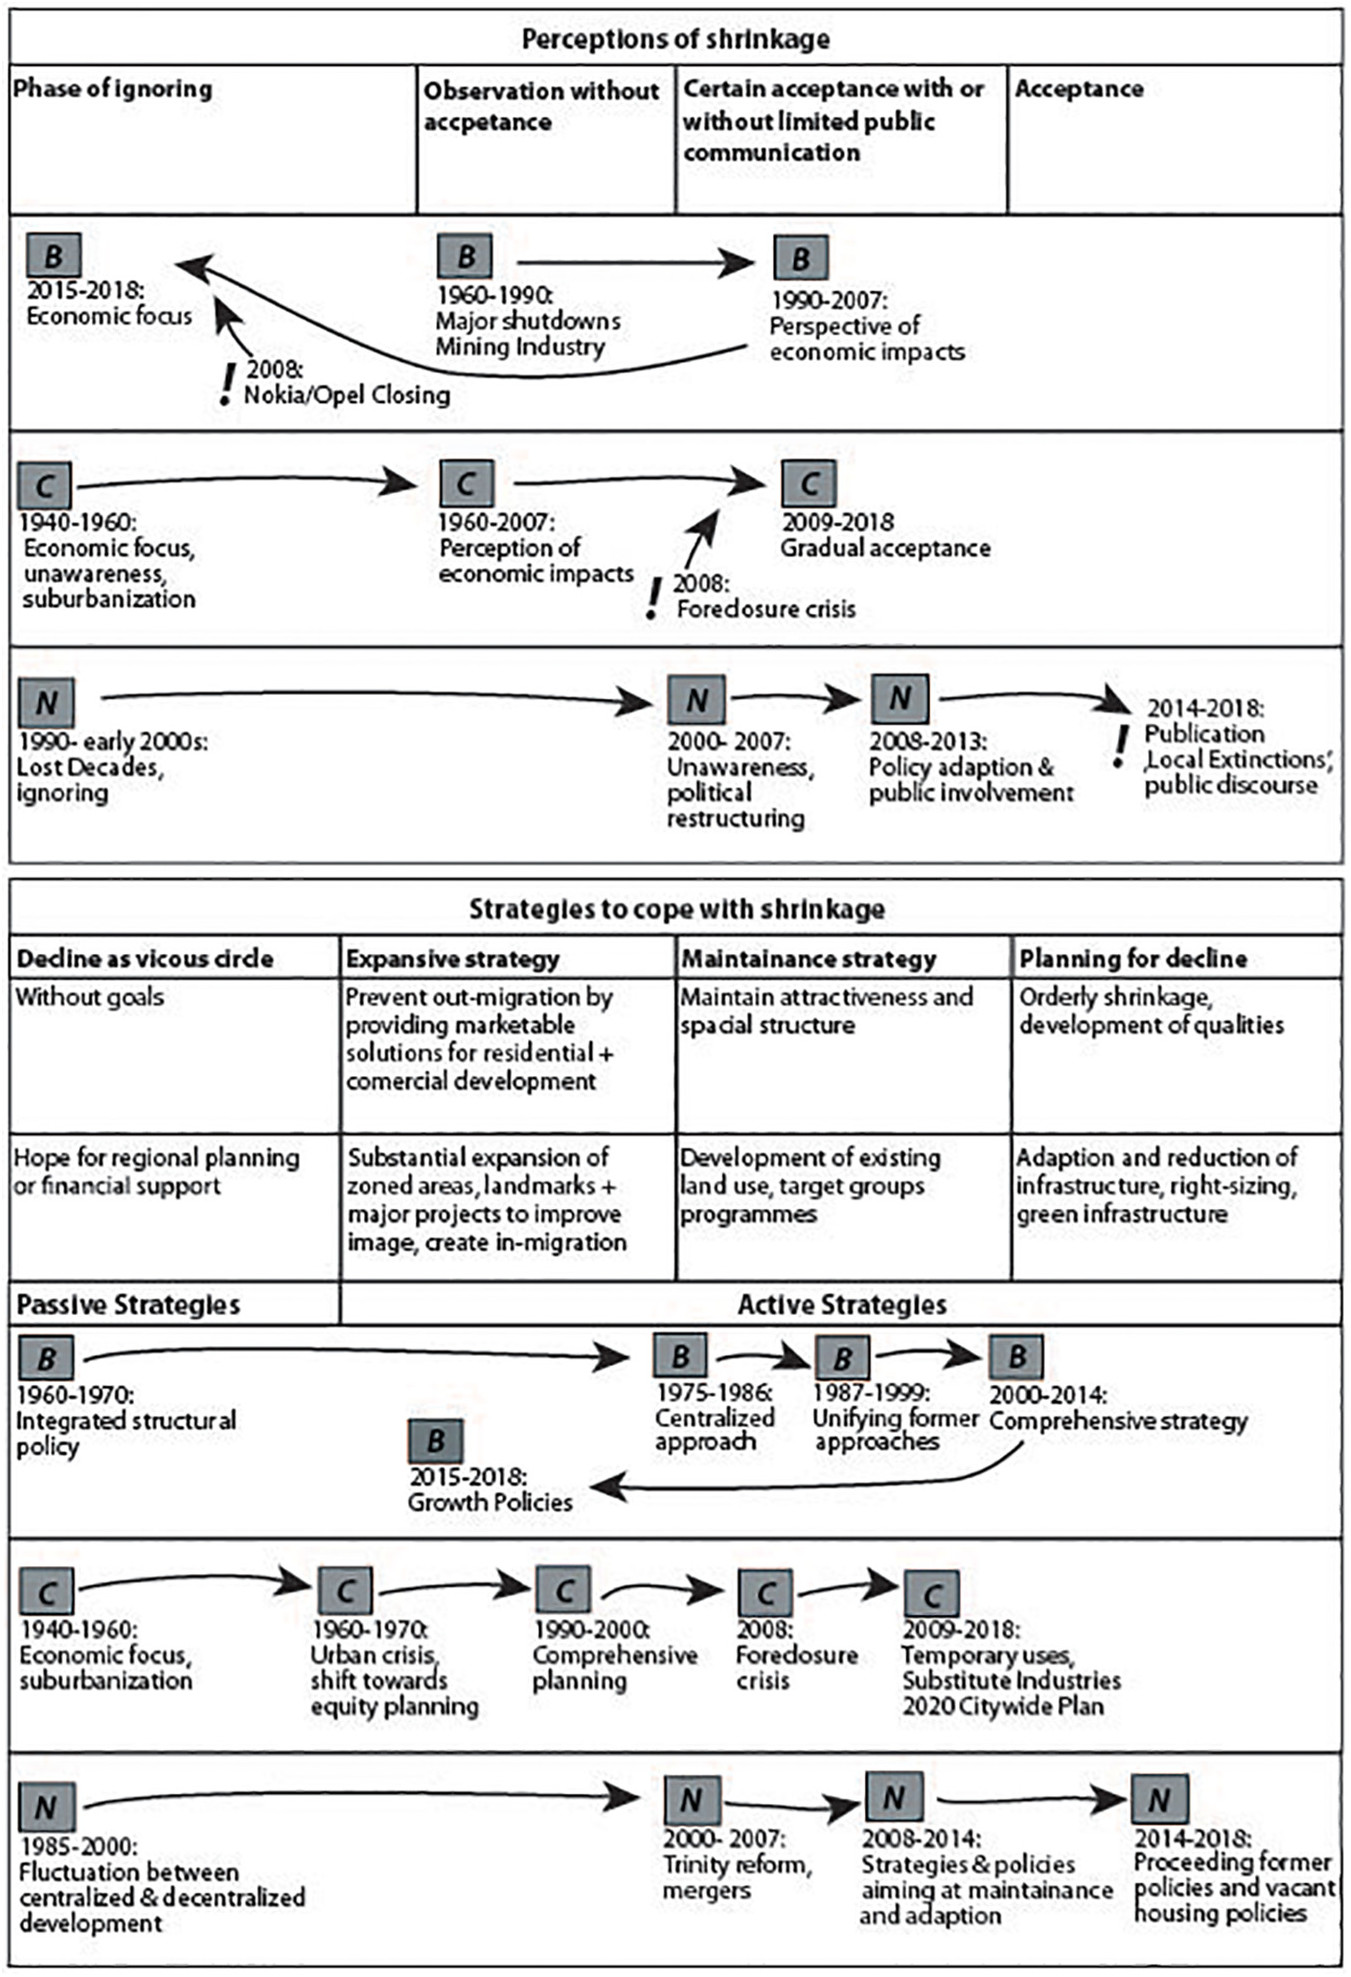 Perceptions of shrinkage
Phase of ignoring
Observation without
accpetance
Certain acceptance with or
without limited public
communication
Acceptance
B
2015-2018:
Economic focus
! 2008:
Nokia/Opel Closing
B
1960-1990:
Major shutdowns
Mining Industry
B
1990-2007:
Perspective of
economic impacts
C
1940-1960:
Economic focus,
unawareness,
suburbanization
C
1960-2007:
Perception of
economic impacts
! 2008:
Foreclosure crisis
C
2009-2018
Gradual acceptance
N
1990- early 2000s:
Lost Decades,
ignoring
N
2000- 2007:
Unawareness,
political
restructuring
N
2008-2013:
Policy adaption &
public involvement
! 2014-2018:
Publication
‚Local Extinctions‘,
public discourse
Strategies to cope with shrinkage
Decline as vicous circle
Expansive strategy
Maintainance strategy
Planning for decline
Without goals
Prevent out-migration by
providing marketable
solutions for residential +
comercial development
Maintain attractiveness and
spacial structure
Orderly shrinkage,
development of qualities
Hope for regional planning
or financial support
Substantial expansion of
zoned areas, landmarks +
major projects to improve
image, create in-migration
Development of existing
land use, target groups
programmes
Adaption and reduction of
infrastructure, right-sizing,
green infrastructure
Passive Strategies
Active Strategies
B
1960-1970:
Integrated structural
policy
B
2015-2018:
Growth Policies
B
1975-1986:
Centralized
approach
B
1987-1999:
Unifying former
approaches
B
2000-2014:
Comprehensive strategy
C
1940-1960:
Economic focus,
suburbanization
C
1960-1970:
Urban crisis,
shift towards
equity planning
C
1990-2000:
Comprehensive
planning
C
2008:
Foreclosure
crisis
C
2009-2018:
Temporary uses,
Substitute Industries
2020 Citywide Plan
N
1985-2000:
Fluctuation between
centralized & decentralized
development
N
2000- 2007:
Trinity reform,
mergers
N
2008-2014:
Strategies & policies
aiming at maintainance
and adaption
N
2014-2018:
Proceeding former
policies and vacant
housing policies